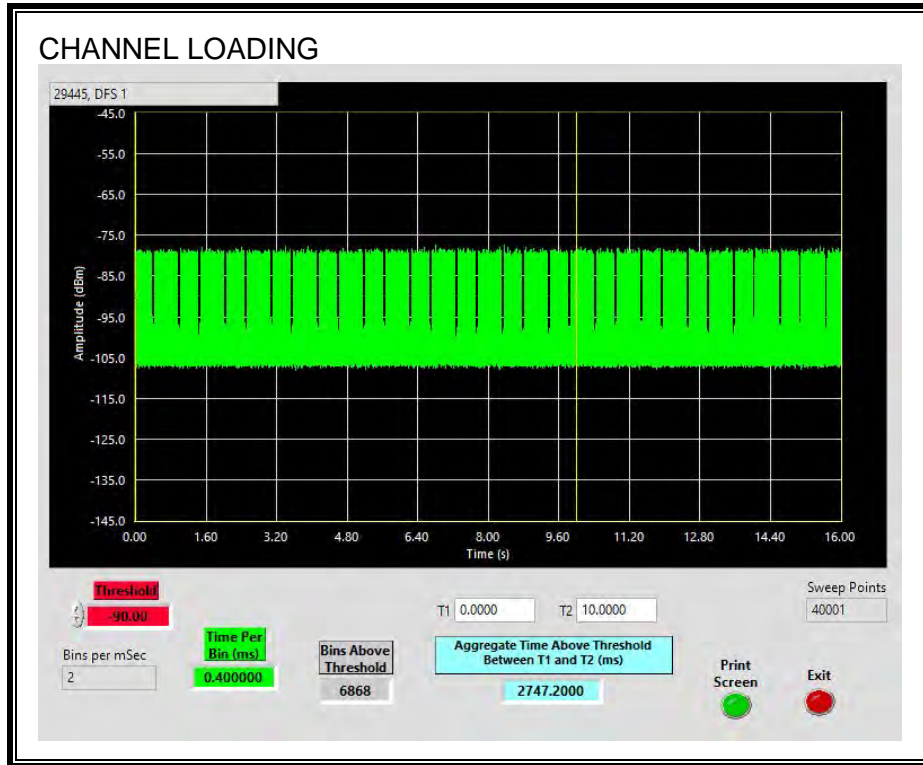 CHANNEL LOADING
29445, DFS 1
-45.0
-55.0
-65.0
-75.0
-85.0
-95.0
-105.0
-115.0
-125.0
-135.0
-145.0
Amplitude (dBm)
0.00 1.60 3.20 4.80 6.40 8.00 9.60 11.20 12.80 14.40 16.00
Time (s)
Threshold
-90.00
Bins per mSec
2
Time Per
Bin (ms)
0.400000
Bins Above
Threshold
6868
T1 0.0000 T2 10.0000
Aggregate Time Above Threshold
Between T1 and T2 (ms)
2747.2000
Sweep Points
40001
Print
Screen
Exit